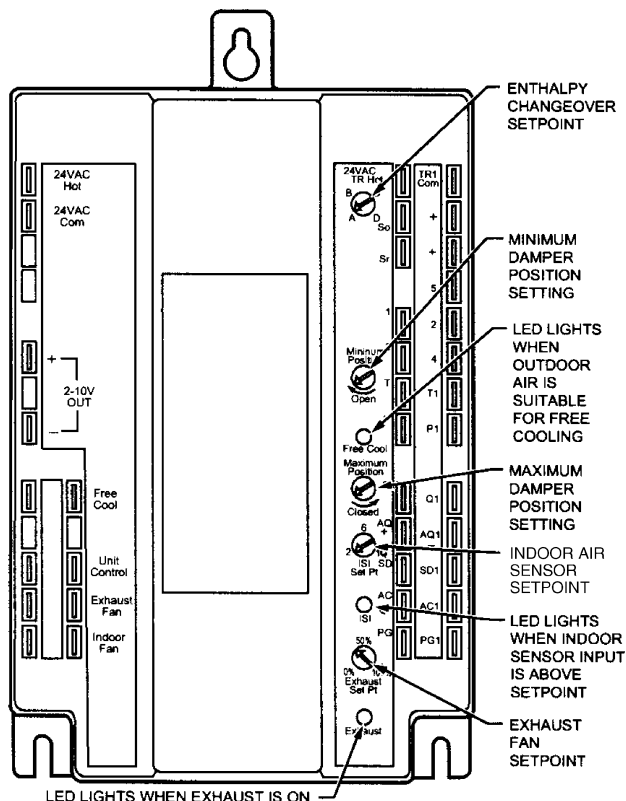 ENTHALPY
CHANGEOVER
SETPOINT
24VAC
Hot
24VAC
Com
24VAC
TR Hot
TR1
Com
B
A
D
So
+
Sr
+
5
MINIMUM
DAMPER
POSITION
SETTING
1
2
4
+
2-10V
OUT
–
Open
T
T1
P1
LED LIGHTS
WHEN
OUTDOOR
AIR IS
SUITABLE
FOR FREE
COOLING
Free Cool
Maximum
Position
Closed
MAXIMUM
DAMPER
POSITION
SETTING
Free
Cool
Unit
Control
Exhaust
Fan
Indoor
Fan
Q1
6
AQ
+
AQ1
–
2
ISI
Set Pt
SD
SD1
INDOOR AIR
SENSOR
SETPOINT
AC
AC1
ISI
LED LIGHTS
WHEN INDOOR
SENSOR INPUT
IS ABOVE
SETPOINT
PG
PG1
50%
0%
Exhaust
Set Pt
EXHAUST
FAN
SETPOINT
Exhaust
LED LIGHTS WHEN EXHAUST IS ON